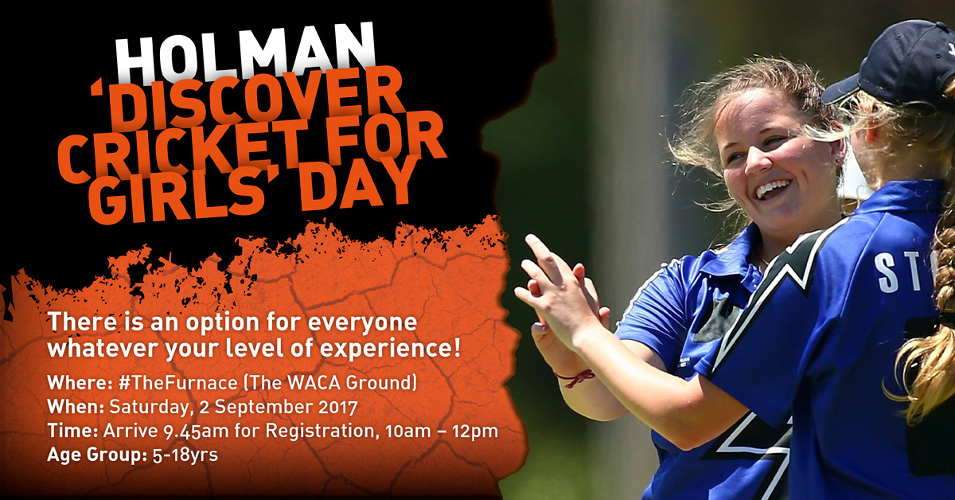 HOLMAN
‘DISCOVER
CRICKET FOR
GIRLS’ DAY
There is an option for everyone
whatever your level of experience!
Where: #TheFurnace (The WACA Ground)
When: Saturday, 2 September 2017
Time: Arrive 9.45am for Registration, 10am – 12pm
Age Group: 5-18yrs